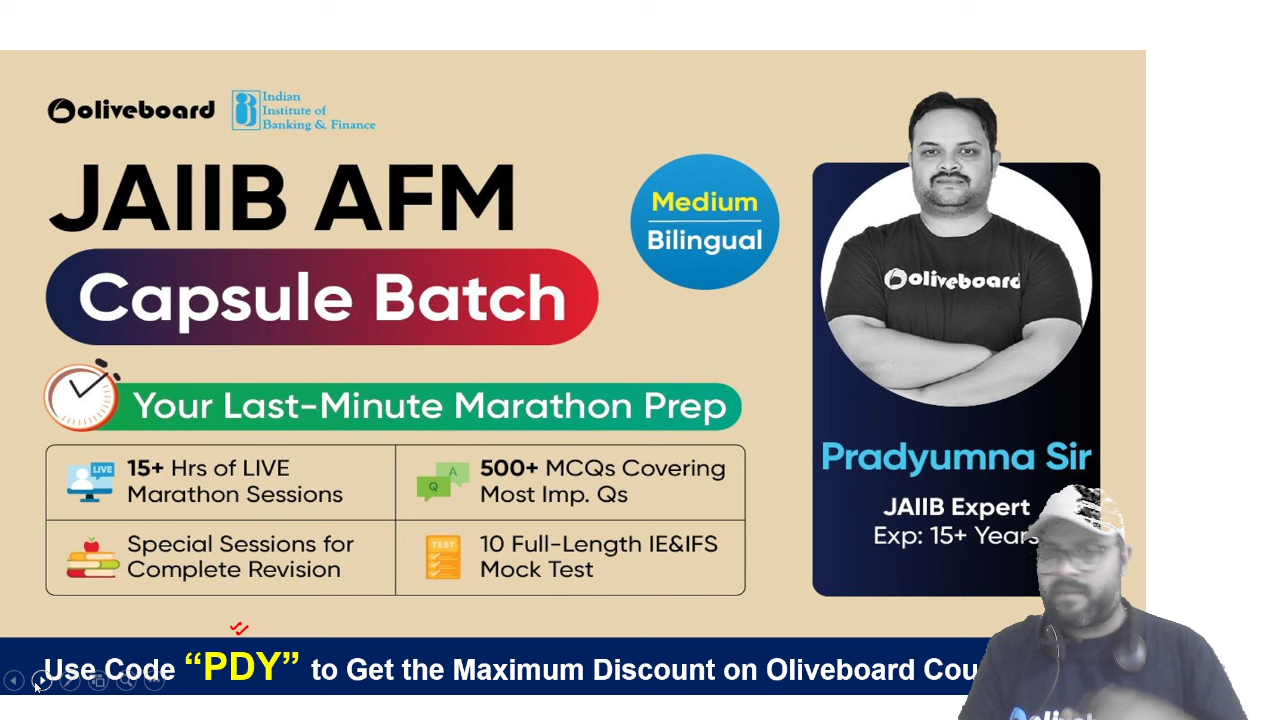 oliveboard
Indian
Institute of
Banking & Finance
JAIIB AFM
Capsule Batch
Medium
Bilingual
Your Last-Minute Marathon Prep
LIVE
15+ Hrs of LIVE
Marathon Sessions
A
Q
500+ MCQs Covering
Most Imp. Qs
Special Sessions for
Complete Revision
TEST
10 Full-Length IE&IFS
Mock Test
oliveboard
Pradyumna Sir
JAIIB Expert
Exp: 15+ Years
Use Code “PDY” to Get the Maximum Discount on Oliveboard Cou